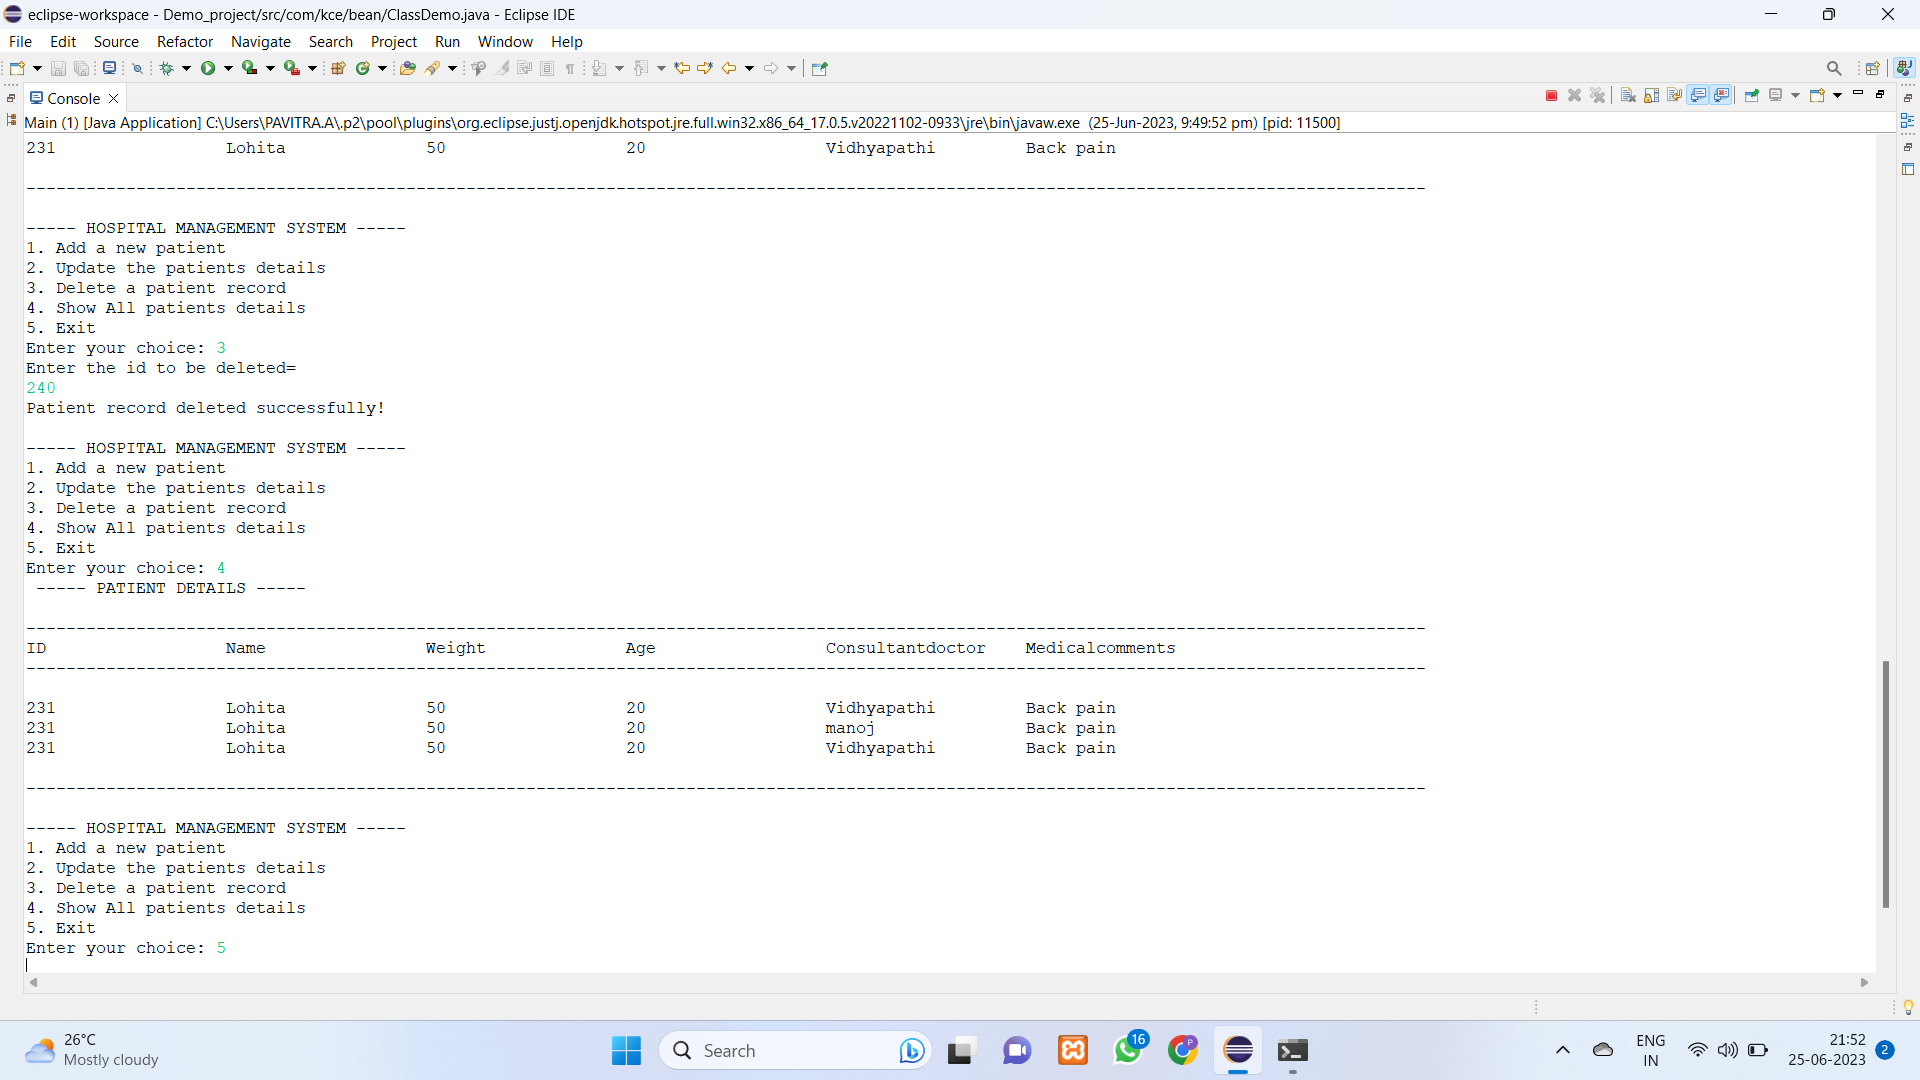 eclipse-workspace - Demo_project/src/com/kce/bean/ClassDemo.java - Eclipse IDE
File Edit Source Refactor Navigate Search Project Run Window Help
Console
Main (1) [Java Application] C:\Users\PAVITRA.A\.p2\pool\plugins\org.eclipse.justj.openjdk.hotspot.jre.full.win32.x86_64_17.0.5.v20221102-0933\jre\bin\javaw.exe (25-Jun-2023, 9:49:52 pm) [pid: 11500]
231 Lohita 50 20 Vidhyapathi Back pain
--------------------------------------------------------------------------------------------------------------------------------------------
----- HOSPITAL MANAGEMENT SYSTEM -----
1. Add a new patient
2. Update the patients details
3. Delete a patient record
4. Show All patients details
5. Exit
Enter your choice: 3
Enter the id to be deleted=
240
Patient record deleted successfully!
----- HOSPITAL MANAGEMENT SYSTEM -----
1. Add a new patient
2. Update the patients details
3. Delete a patient record
4. Show All patients details
5. Exit
Enter your choice: 4
----- PATIENT DETAILS -----
--------------------------------------------------------------------------------------------------------------------------------------------
ID Name Weight Age Consultantdoctor Medicalcomments
--------------------------------------------------------------------------------------------------------------------------------------------
231 Lohita 50 20 Vidhyapathi Back pain
231 Lohita 50 20 manoj Back pain
231 Lohita 50 20 Vidhyapathi Back pain
--------------------------------------------------------------------------------------------------------------------------------------------
----- HOSPITAL MANAGEMENT SYSTEM -----
1. Add a new patient
2. Update the patients details
3. Delete a patient record
4. Show All patients details
5. Exit
Enter your choice: 5
26°C
Mostly cloudy
Search
16
P
ENG
IN
21:52
25-06-2023
2